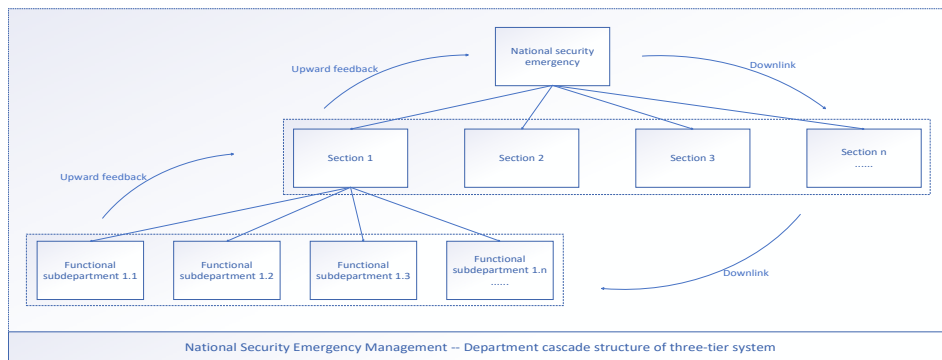 National security
emergency
Upward feedback
Downlink
Section 1
Section 2
Section 3
Section n
......
Upward feedback
Functional
subdepartment 1.1
Functional
subdepartment 1.2
Functional
subdepartment 1.3
Functional
subdepartment 1.n
......
Downlink
National Security Emergency Management -- Department cascade structure of three-tier system